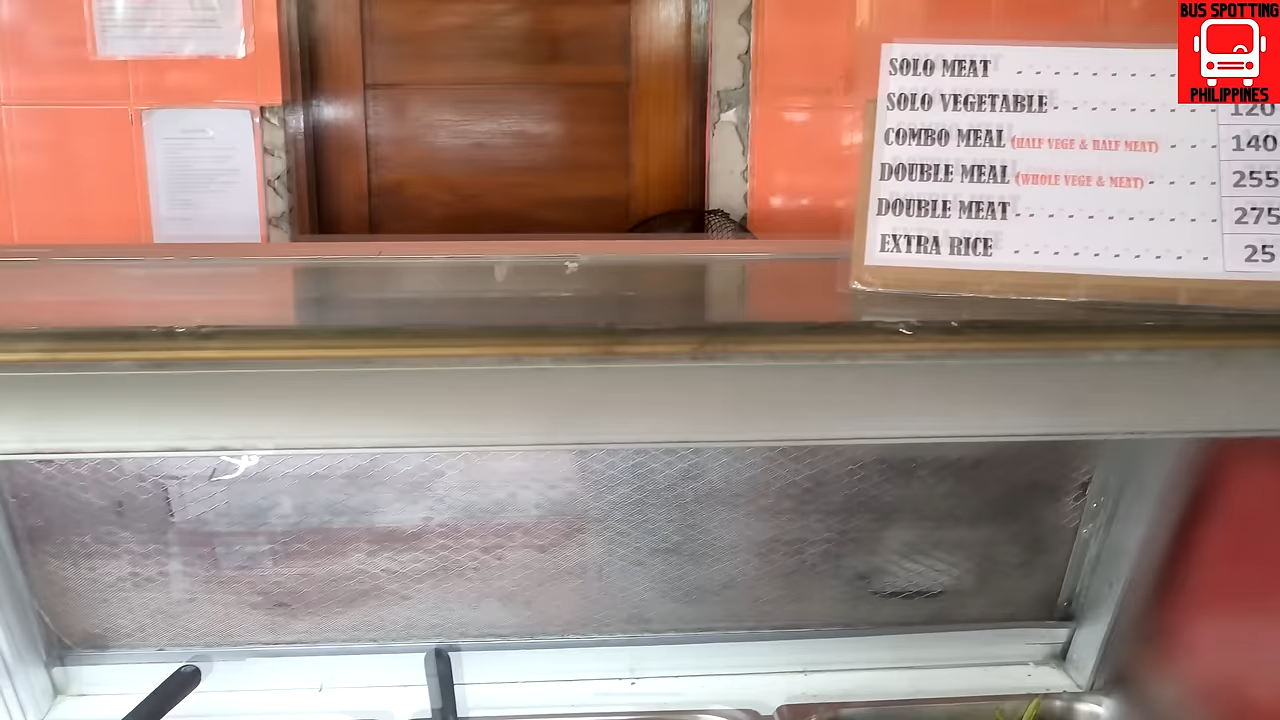 BUS SPOTTING
PHILIPPINES
SOLO MEAT . . . . . . .
SOLO VEGETABLE . . . . . . . 120
COMBO MEAL (HALF VEGE & HALF MEAT) . . . 140
DOUBLE MEAL (WHOLE VEGE & MEAT) . . . . . 255
DOUBLE MEAT . . . . . . . . . 275
EXTRA RICE . . . . . . . . . 25